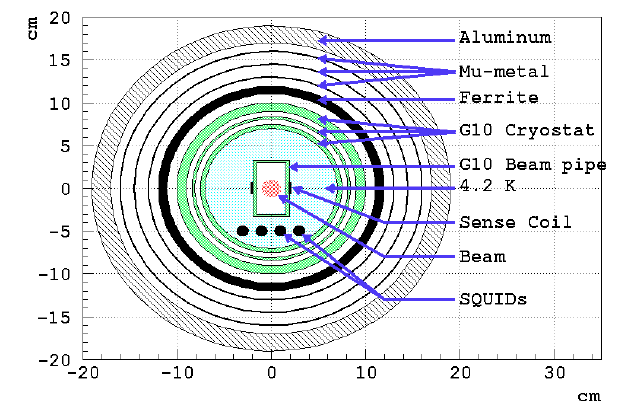 cm
20
15
10
5
0
-5
-10
-15
-20
Aluminum
Mu-metal
Ferrite
G10 Cryostat
G10 Beam pipe
4.2 K
Sense Coil
Beam
SQUIDs
-20 -10 0 10 20 30
cm